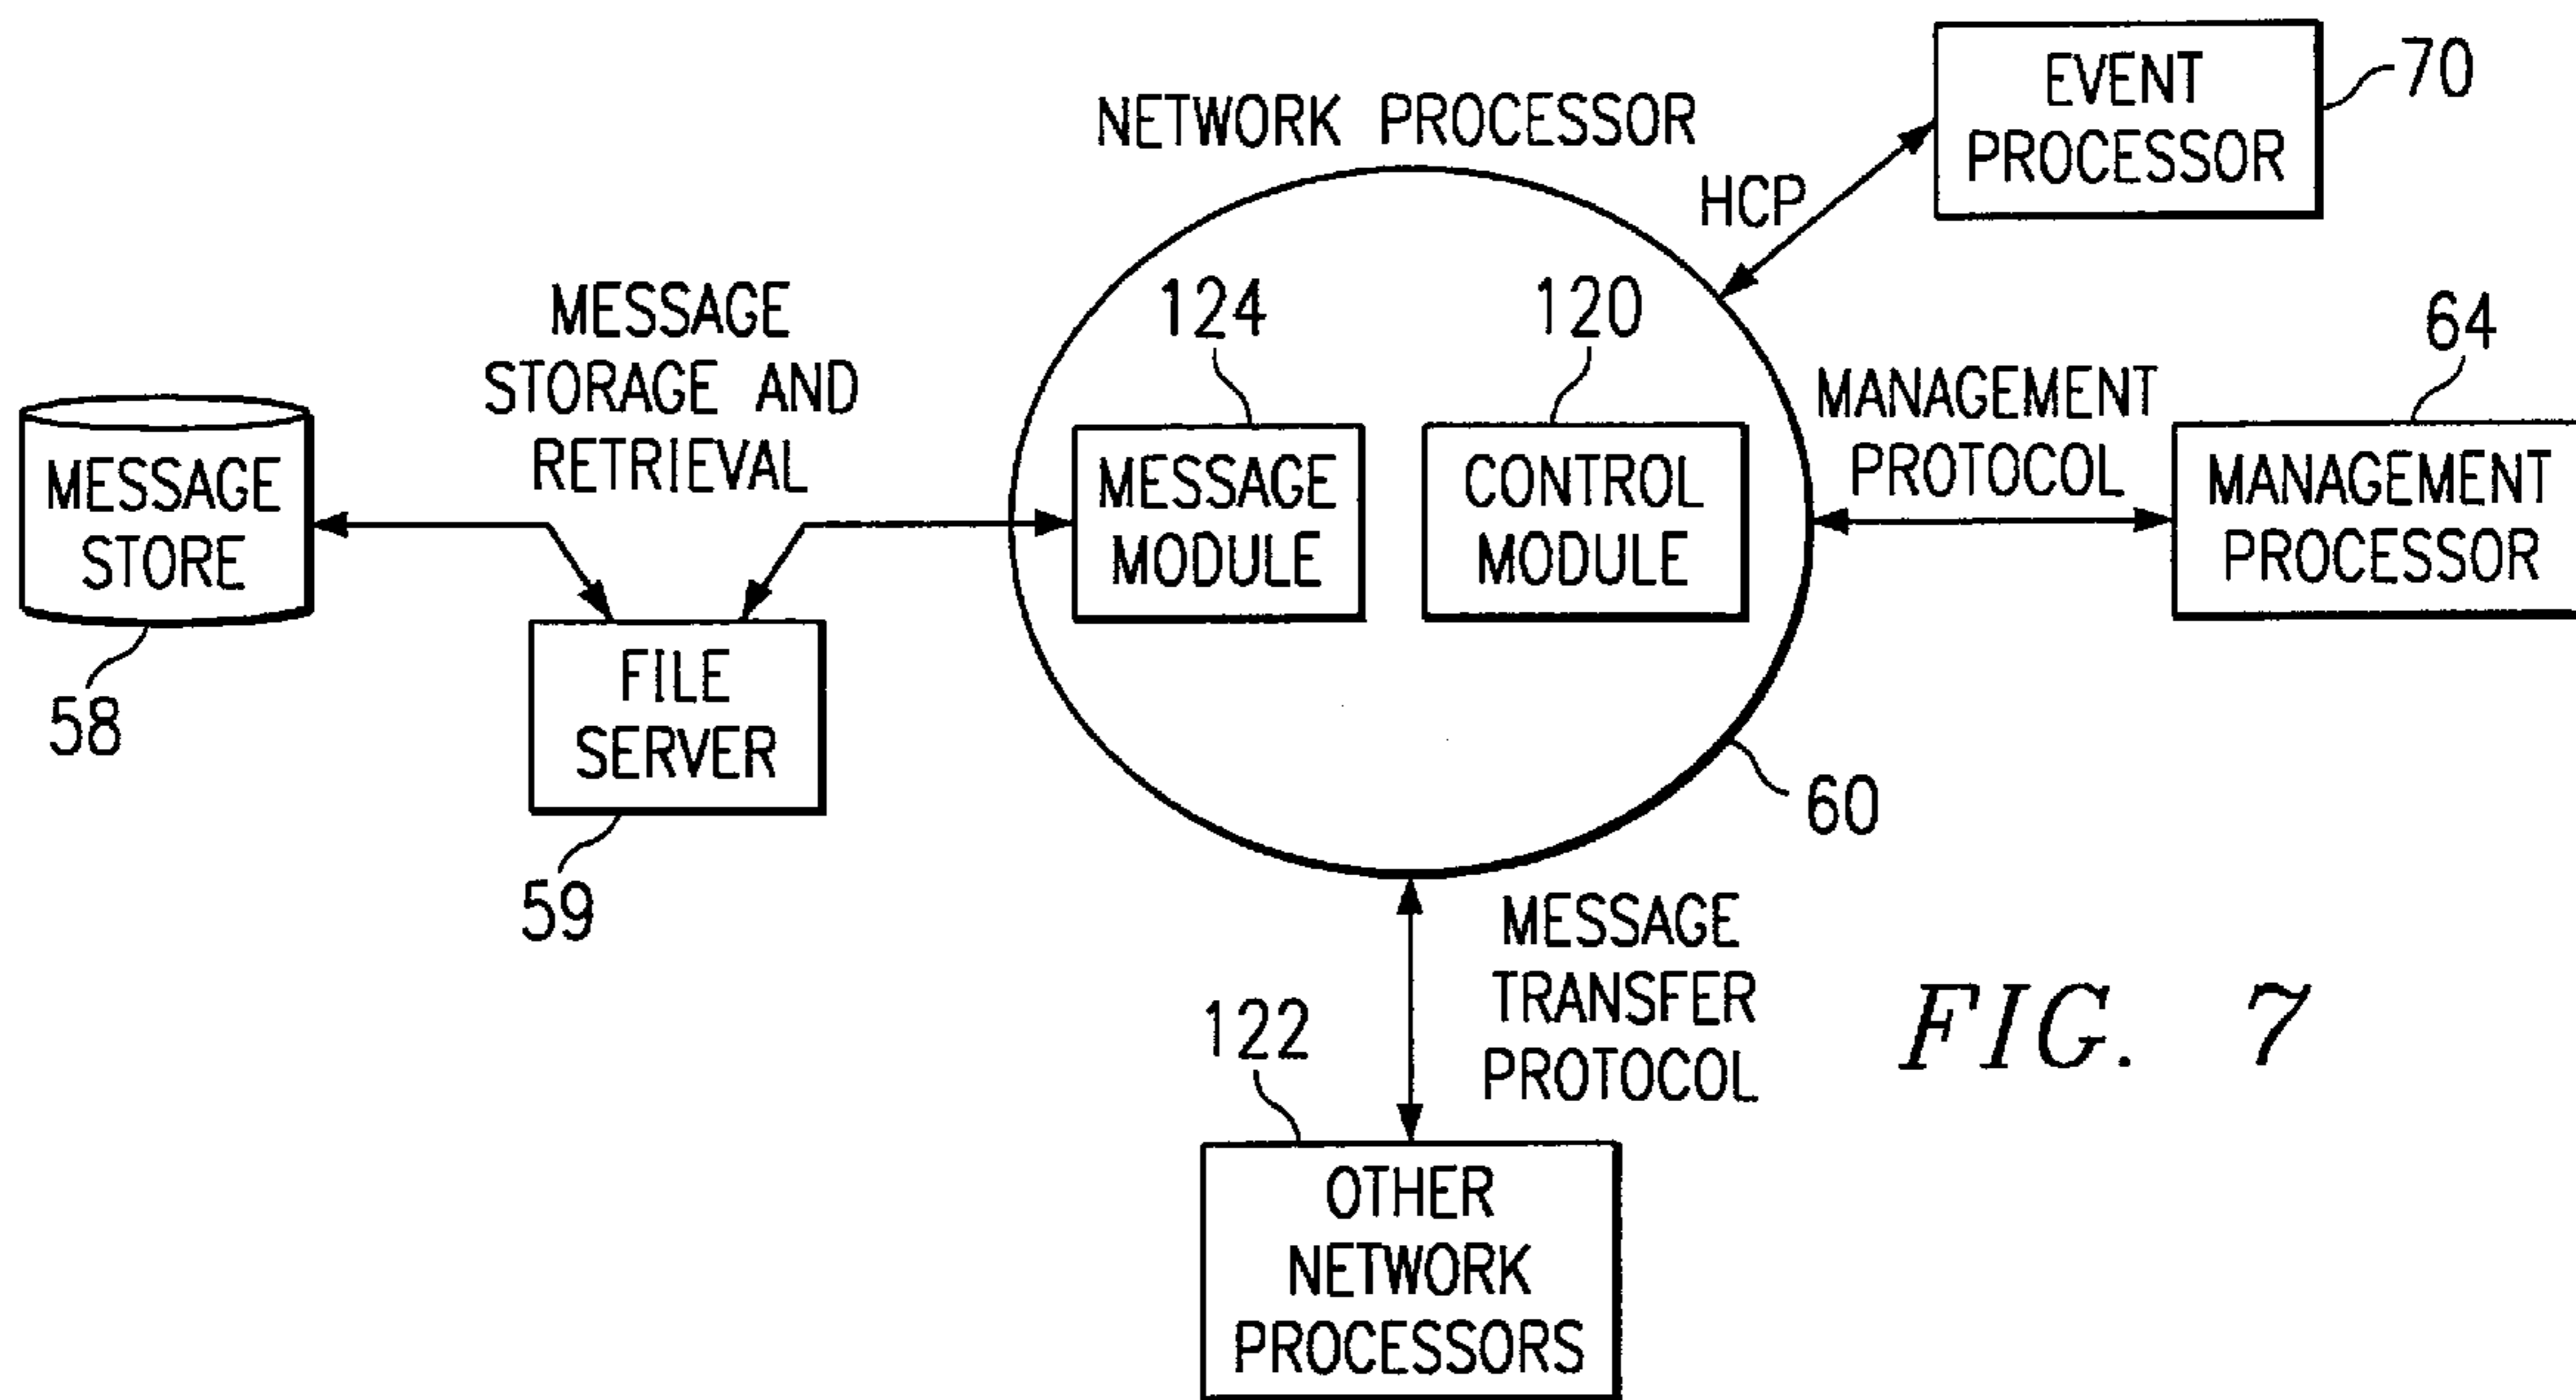 NETWORK PROCESSOR
HCP
EVENT
PROCESSOR
70
MESSAGE
STORAGE AND
RETRIEVAL
124
120
MANAGEMENT
PROTOCOL
64
MESSAGE
STORE
58
FILE
SERVER
59
MESSAGE
MODULE
CONTROL
MODULE
MANAGEMENT
PROCESSOR
60
MESSAGE
TRANSFER
PROTOCOL
122
OTHER
NETWORK
PROCESSORS
FIG. 7